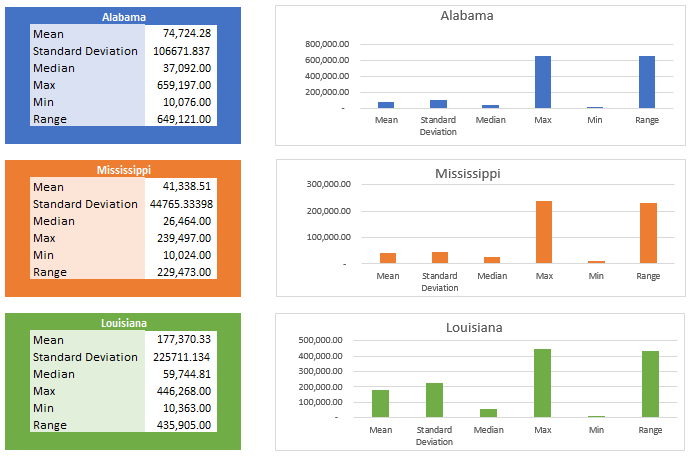 Alabama
Mean 74,724.28
Standard Deviation 106671.837
Median 37,092.00
Max 659,197.00
Min 10,076.00
Range 649,121.00
Alabama
800,000.00
600,000.00
400,000.00
200,000.00
-
Mean Standard Median Max Min Range
Deviation
Mississippi
Mean 41,338.51
Standard Deviation 44765.33398
Median 26,464.00
Max 239,497.00
Min 10,024.00
Range 229,473.00
Mississippi
300,000.00
200,000.00
100,000.00
-
Mean Standard Median Max Min Range
Deviation
Louisiana
Mean 177,370.33
Standard Deviation 225711.134
Median 59,744.81
Max 446,268.00
Min 10,363.00
Range 435,905.00
Louisiana
500,000.00
400,000.00
300,000.00
200,000.00
100,000.00
-
Mean Standard Median Max Min Range
Deviation